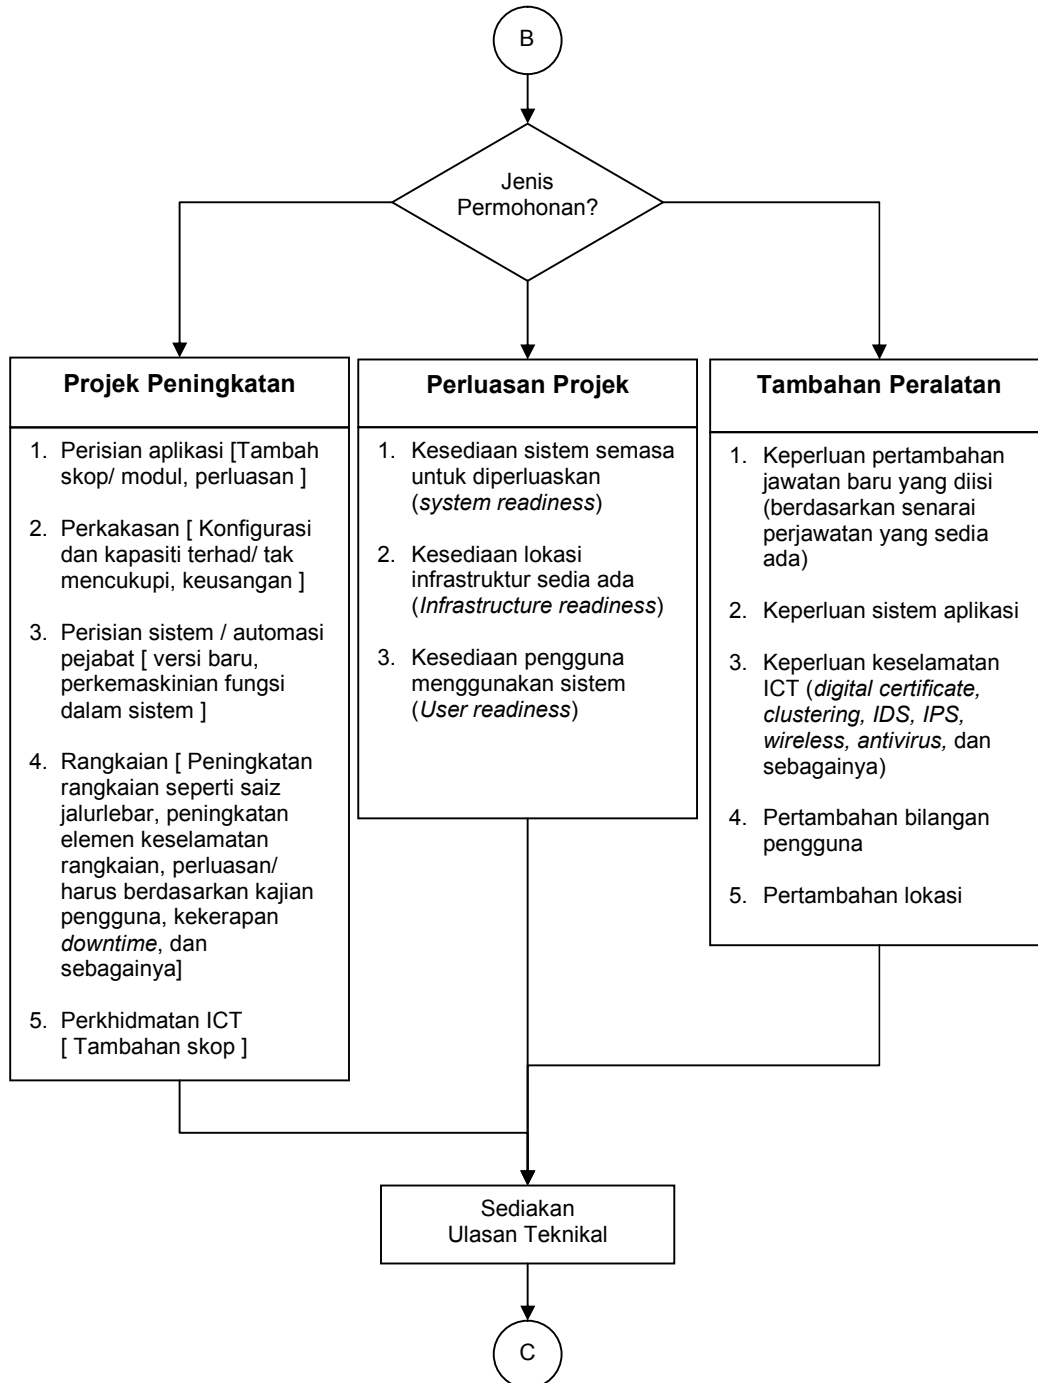 B
Jenis
Permohonan?
Projek Peningkatan
1. Perisian aplikasi [Tambah
skop/ modul, perluasan ]
2. Perkakasan [ Konfigurasi
dan kapasiti terhad/ tak
mencukupi, keusangan ]
3. Perisian sistem / automasi
pejabat [ versi baru,
perkemaskinian fungsi
dalam sistem ]
4. Rangkaian [ Peningkatan
rangkaian seperti saiz
jalurlebar, peningkatan
elemen keselamatan
rangkaian, perluasan/
harus berdasarkan kajian
pengguna, kekerapan
downtime, dan
sebagainya]
5. Perkhidmatan ICT
[ Tambahan skop ]
Perluasan Projek
1. Kesediaan sistem semasa
untuk diperluaskan
(system readiness)
2. Kesediaan lokasi
infrastruktur sedia ada
(Infrastructure readiness)
3. Kesediaan pengguna
menggunakan sistem
(User readiness)
Tambahan Peralatan
1. Keperluan pertambahan
jawatan baru yang diisi
(berdasarkan senarai
perjawatan yang sedia
ada)
2. Keperluan sistem aplikasi
3. Keperluan keselamatan
ICT (digital certificate,
clustering, IDS, IPS,
wireless, antivirus, dan
sebagainya)
4. Pertambahan bilangan
pengguna
5. Pertambahan lokasi
Sediakan
Ulasan Teknikal
C